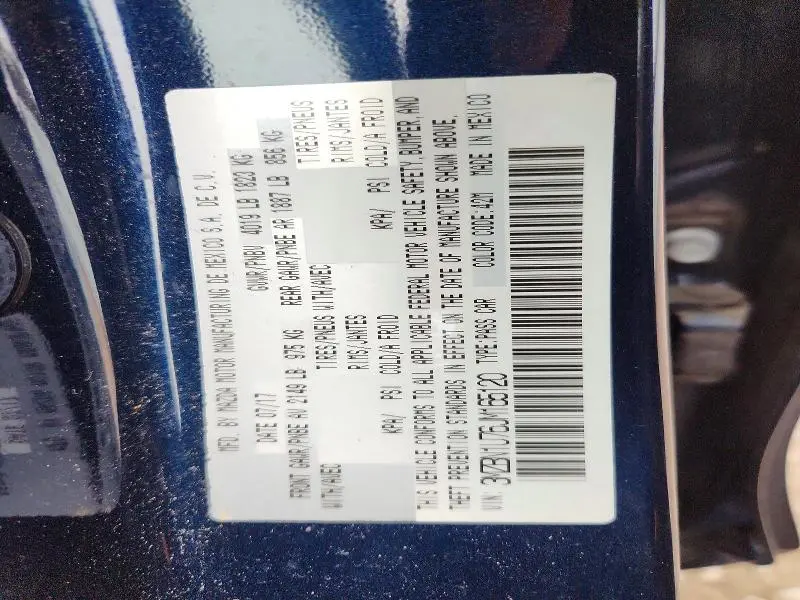 MFD. BY MAZDA MOTOR MANUFACTURING DE MEXICO S.A. DE C.V.
DATE 07/17 GVWR/PNBV 4019 LB 1823 KG
FRONT GAWR/PNBE AV 2149 LB 975 KG REAR GAWR/PNBE AR 1887 LB 856 KG
WITH/AVEC TIRES/PNEUS WITH/AVEC TIRES/PNEUS
RIMS/JANTES RIMS/JANTES
KPA/ PSI COLD/A FROID KPA/ PSI COLD/A FROID
THIS VEHICLE CONFORMS TO ALL APPLICABLE FEDERAL MOTOR VEHICLE SAFETY, BUMPER, AND
THEFT PREVENTION STANDARDS IN EFFECT ON THE DATE OF MANUFACTURE SHOWN ABOVE.
VIN: 3MZBN1U76JM165120 TYPE:PASS CAR COLOR CODE:42M MADE IN MEXICO